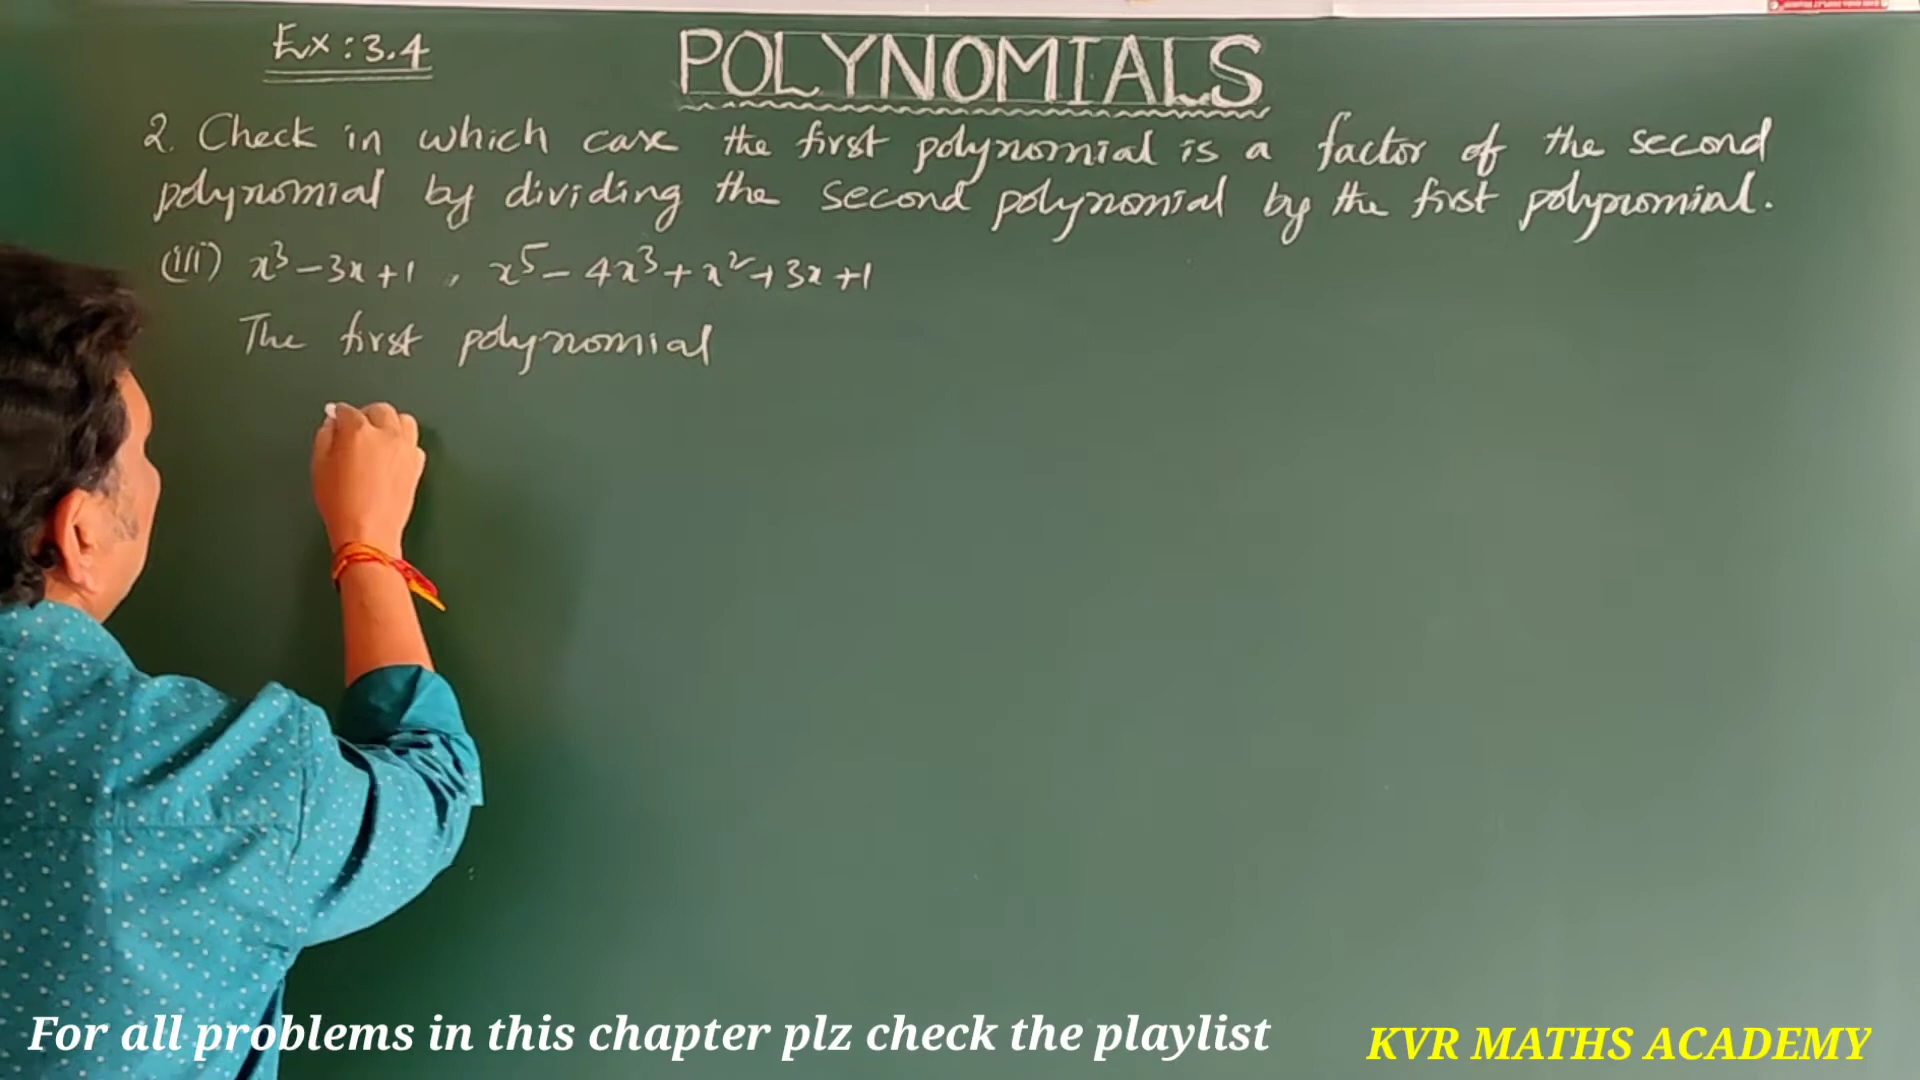 Ex : 3.4
POLYNOMIALS
2. Check in which case the first polynomial is a factor of the second
polynomial by dividing the second polynomial by the first polynomial.
(iii) x³ - 3x + 1 , x⁵ - 4x³ + x² + 3x + 1
The first polynomial
For all problems in this chapter plz check the playlist
KVR MATHS ACADEMY